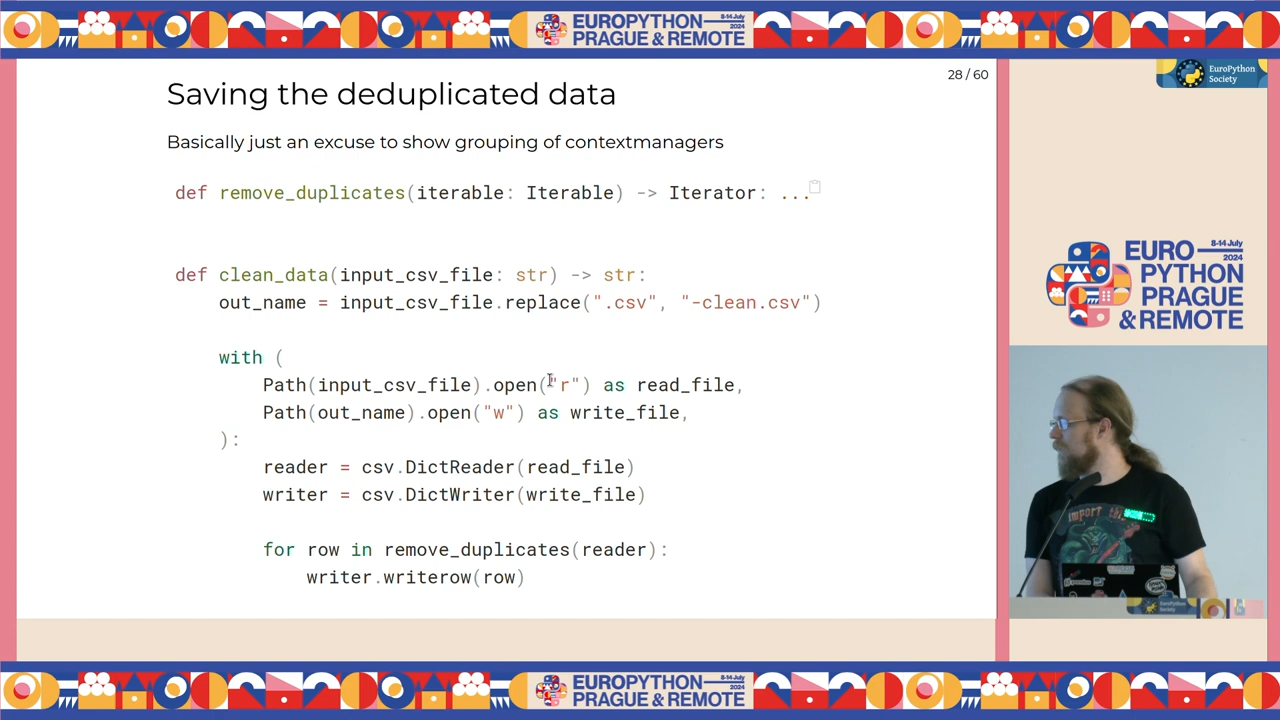 EUROPYTHON
8-14 July
2024
PRAGUE & REMOTE
28 / 60
EuroPython
Society
Saving the deduplicated data
Basically just an excuse to show grouping of contextmanagers
def remove_duplicates(iterable: Iterable) -> Iterator: ...
def clean_data(input_csv_file: str) -> str:
    out_name = input_csv_file.replace(".csv", "-clean.csv")
    with (
        Path(input_csv_file).open("r") as read_file,
        Path(out_name).open("w") as write_file,
    ):
        reader = csv.DictReader(read_file)
        writer = csv.DictWriter(write_file)
        for row in remove_duplicates(reader):
            writer.writerow(row)
EURO
8-14 July
2024
PYTHON
PRAGUE
& REMOTE
import
EuroPython
Society
EUROPYTHON
8-14 July
2024
PRAGUE & REMOTE